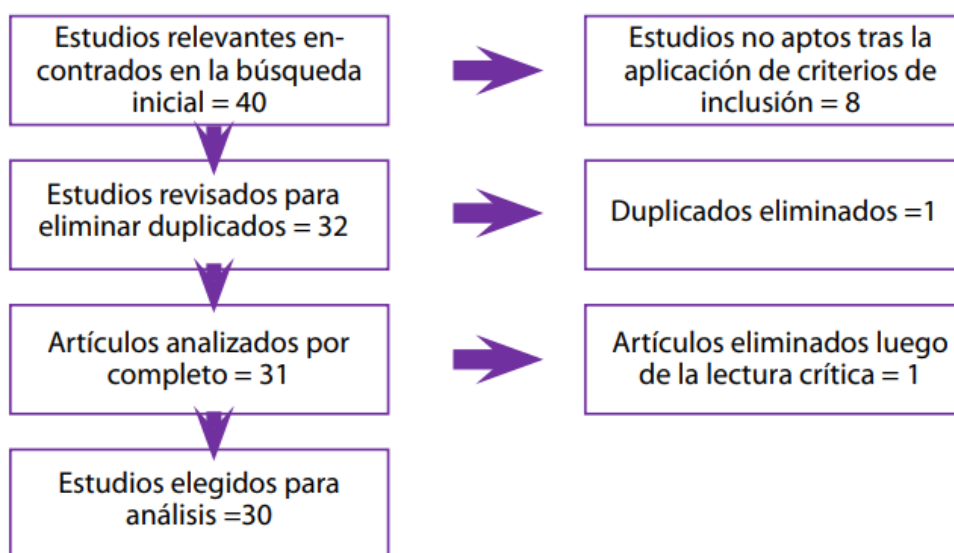 Estudios relevantes en-
contrados en la búsqueda
inicial = 40
Estudios no aptos tras la
aplicación de criterios de
inclusión = 8
Estudios revisados para
eliminar duplicados = 32
Duplicados eliminados =1
Artículos analizados por
completo = 31
Artículos eliminados luego
de la lectura crítica = 1
Estudios elegidos para
análisis =30